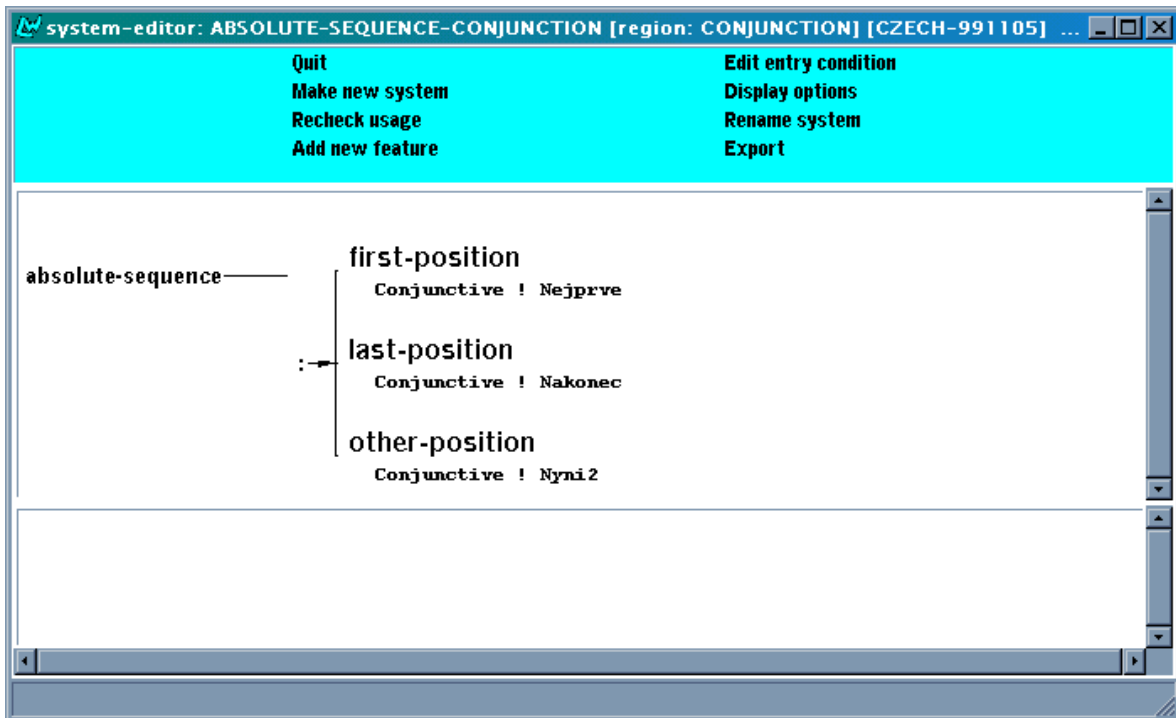 system-editor: ABSOLUTE-SEQUENCE-CONJUNCTION [region: CONJUNCTION] [CZECH-991105] ...
Quit Edit entry condition
Make new system Display options
Recheck usage Rename system
Add new feature Export
first-position
absolute-sequence
Conjunctive ! Nejprve
last-position
:
Conjunctive ! Nakonec
other-position
Conjunctive ! Nyni2